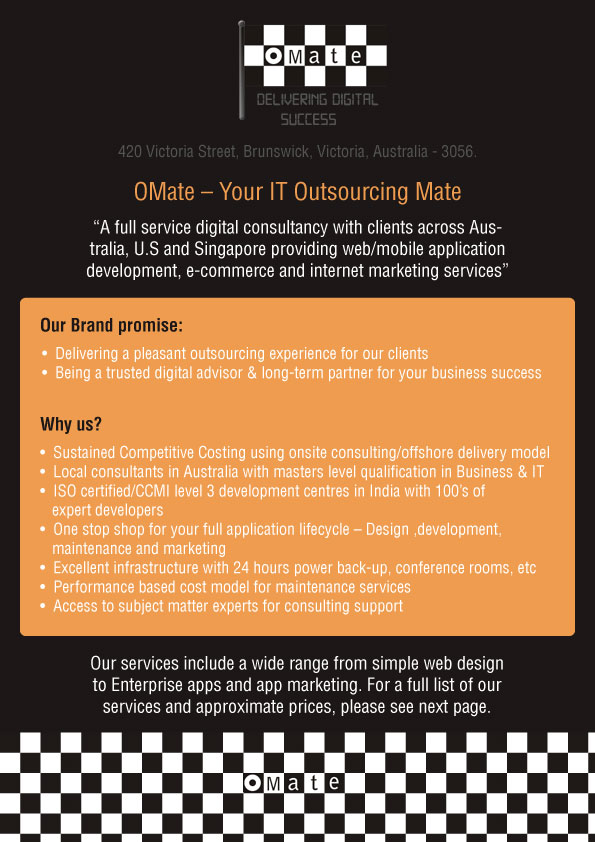 OMate
DELIVERING DIGITAL
SUCCESS
420 Victoria Street, Brunswick, Victoria, Australia - 3056.
OMate – Your IT Outsourcing Mate
“A full service digital consultancy with clients across Aus-
tralia, U.S and Singapore providing web/mobile application
development, e-commerce and internet marketing services”
Our Brand promise:
• Delivering a pleasant outsourcing experience for our clients
• Being a trusted digital advisor & long-term partner for your business success
Why us?
• Sustained Competitive Costing using onsite consulting/offshore delivery model
• Local consultants in Australia with masters level qualification in Business & IT
• ISO certified/CCMI level 3 development centres in India with 100’s of
expert developers
• One stop shop for your full application lifecycle – Design ,development,
maintenance and marketing
• Excellent infrastructure with 24 hours power back-up, conference rooms, etc
• Performance based cost model for maintenance services
• Access to subject matter experts for consulting support
Our services include a wide range from simple web design
to Enterprise apps and app marketing. For a full list of our
services and approximate prices, please see next page.
OMate